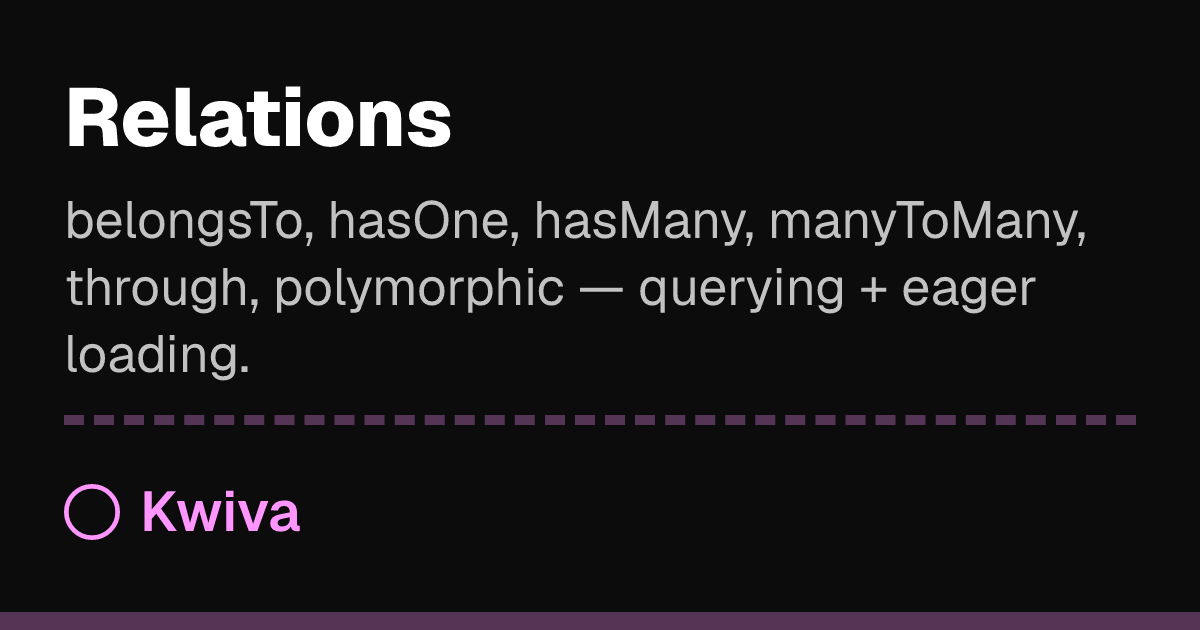 Relations
belongsTo, hasOne, hasMany, manyToMany,
through, polymorphic — querying + eager
loading.
Kwiva